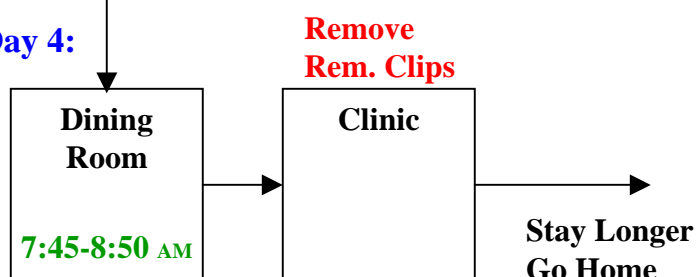 Day 4:
Remove
Rem. Clips
Dining
Room
7:45-8:50 AM
Clinic
Stay Longer
Go Home